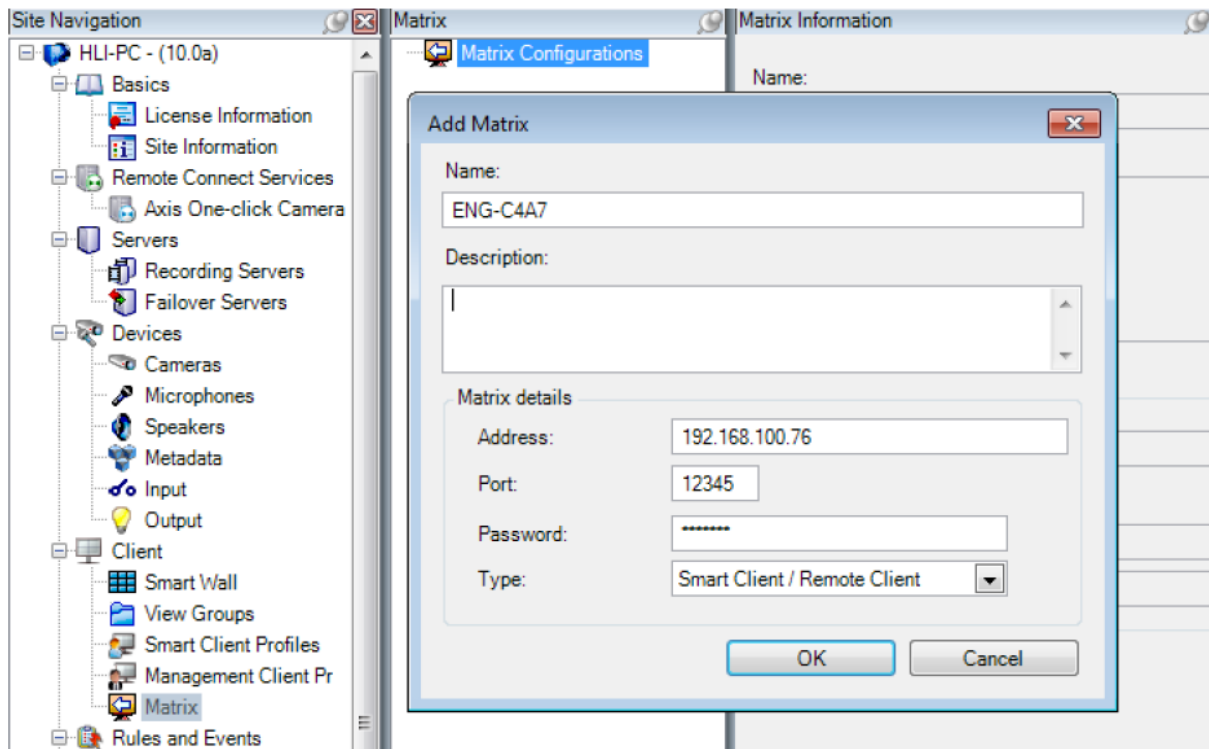 Site Navigation
HLI-PC - (10.0a)
Basics
License Information
Site Information
Remote Connect Services
Axis One-click Camera
Servers
Recording Servers
Failover Servers
Devices
Cameras
Microphones
Speakers
Metadata
Input
Output
Client
Smart Wall
View Groups
Smart Client Profiles
Management Client Pr
Matrix
Rules and Events
Matrix
Matrix Configurations
Matrix Information
Name:
Add Matrix
Name:
ENG-C4A7
Description:
Matrix details
Address: 192.168.100.76
Port: 12345
Password: *******
Type: Smart Client / Remote Client
OK Cancel